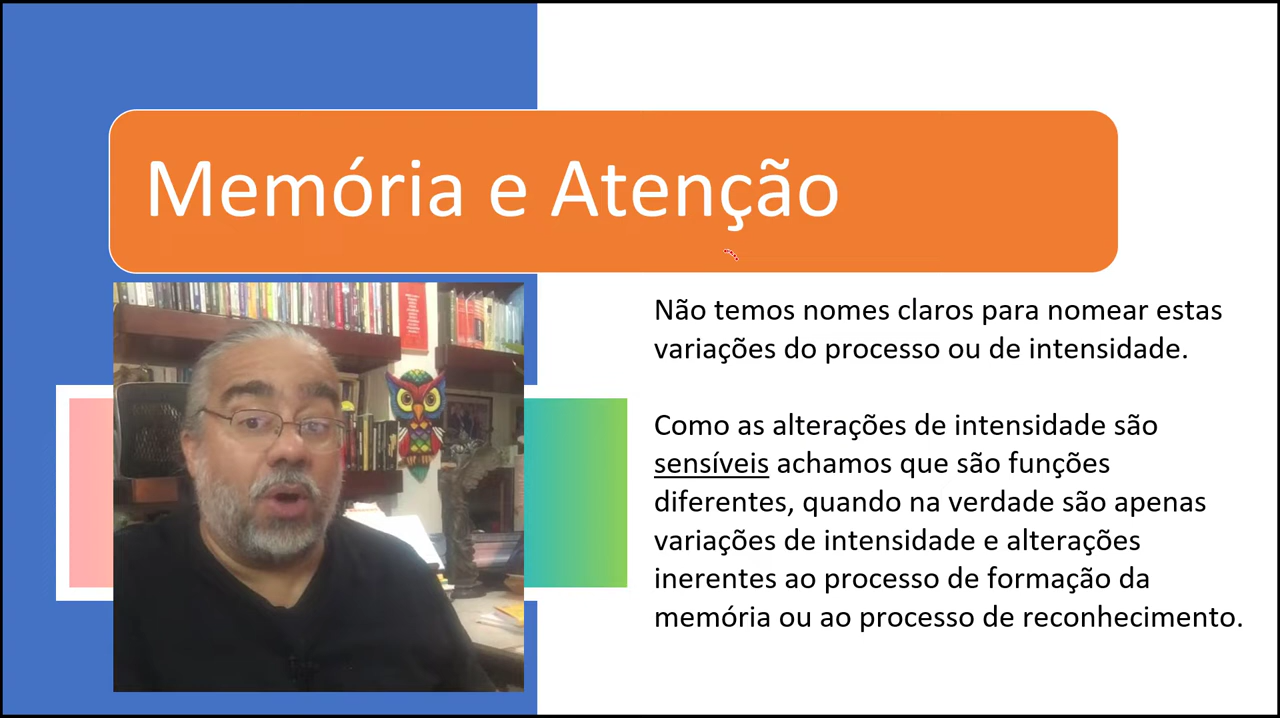 Memória e Atenção
Não temos nomes claros para nomear estas
variações do processo ou de intensidade.
Como as alterações de intensidade são
sensíveis achamos que são funções
diferentes, quando na verdade são apenas
variações de intensidade e alterações
inerentes ao processo de formação da
memória ou ao processo de reconhecimento.